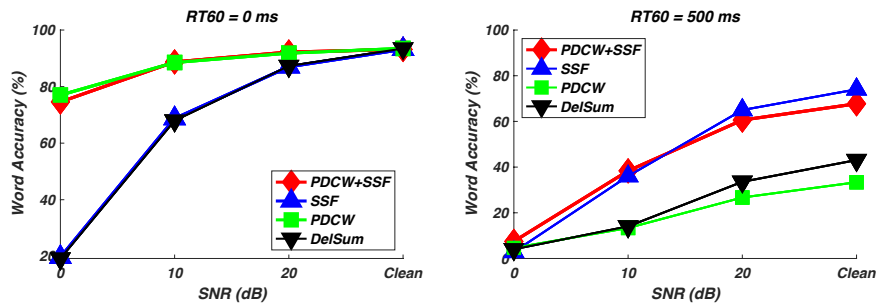 RT60 = 0 ms
Word Accuracy (%)
100
80
60
40
20
0
10
20
Clean
SNR (dB)
PDCW+SSF
SSF
PDCW
DelSum
RT60 = 500 ms
Word Accuracy (%)
100
80
60
40
20
0
0
10
20
Clean
SNR (dB)
PDCW+SSF
SSF
PDCW
DelSum